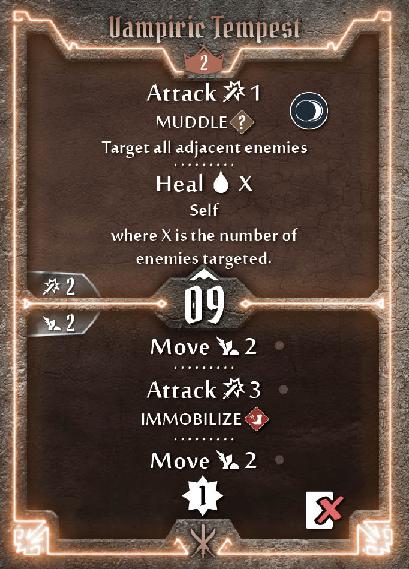 Vampiric Tempest
2
Attack 1
MUDDLE ?
Target all adjacent enemies
Heal X
Self
where X is the number of
enemies targeted.
2
09
2
Move 2
Attack 3
IMMOBILIZE
Move 2
1